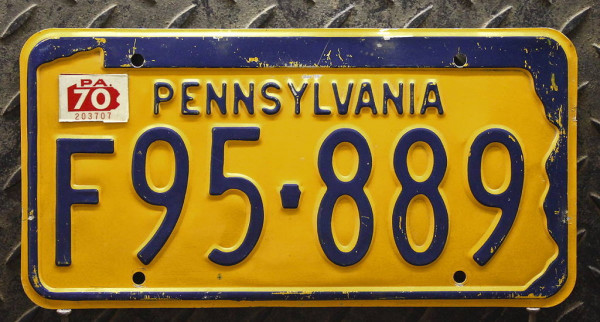 PA.
70
203707
PENNSYLVANIA
F95-889